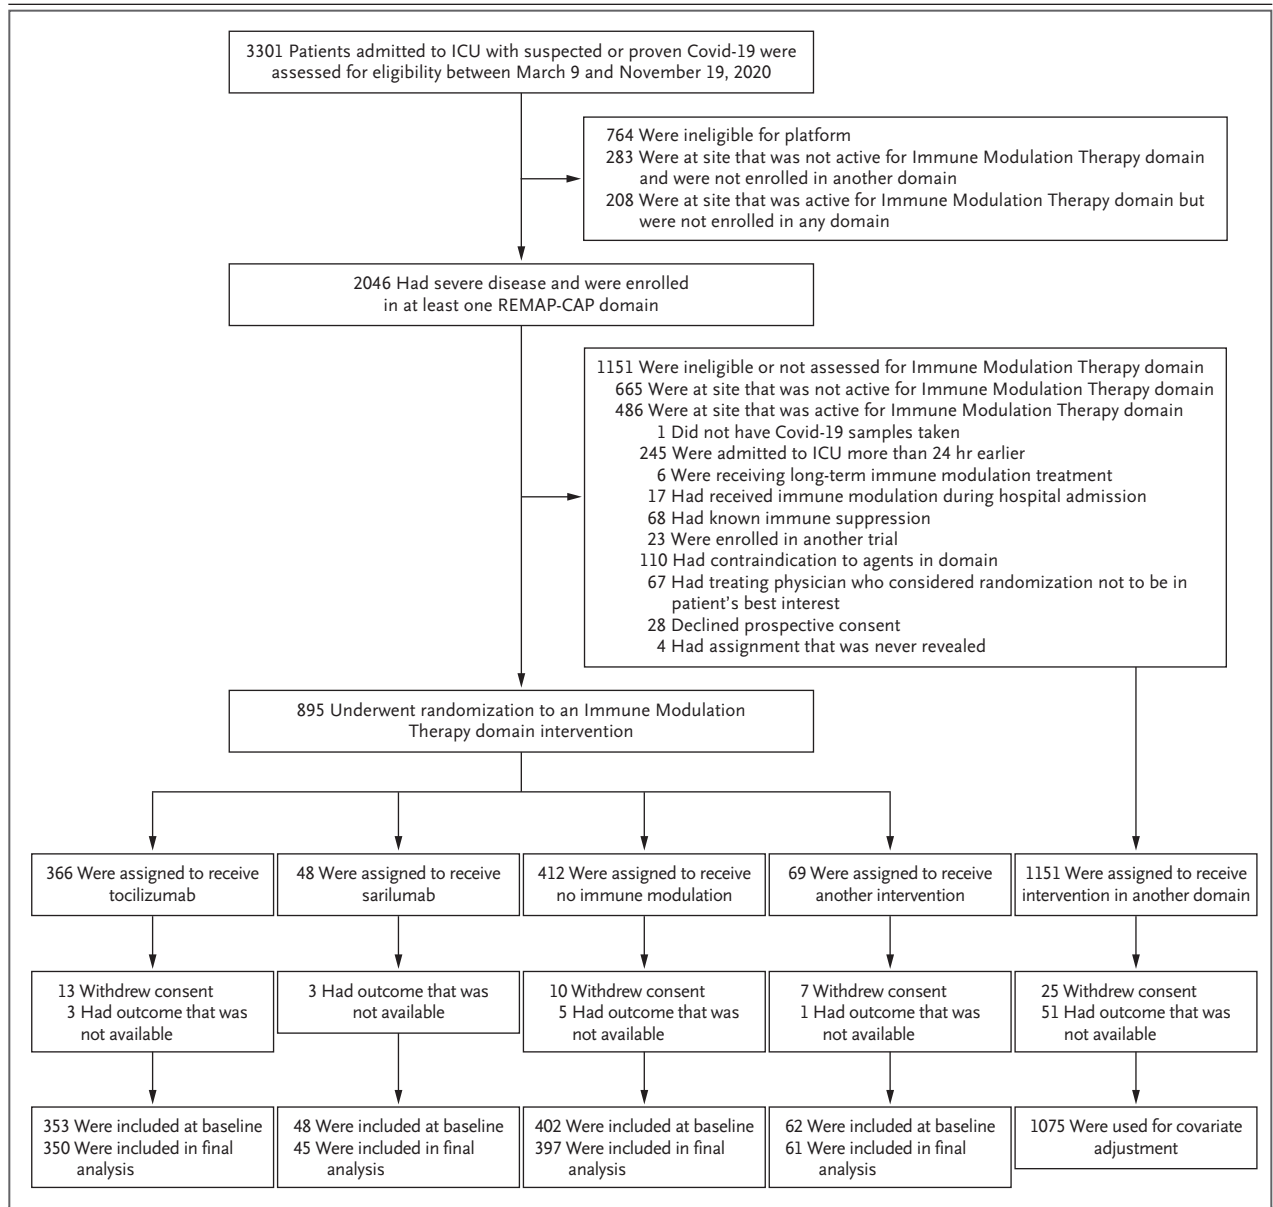 3301 Patients admitted to ICU with suspected or proven Covid-19 were
assessed for eligibility between March 9 and November 19, 2020
764 Were ineligible for platform
283 Were at site that was not active for Immune Modulation Therapy domain
and were not enrolled in another domain
208 Were at site that was active for Immune Modulation Therapy domain but
were not enrolled in any domain
2046 Had severe disease and were enrolled
in at least one REMAP-CAP domain
1151 Were ineligible or not assessed for Immune Modulation Therapy domain
665 Were at site that was not active for Immune Modulation Therapy domain
486 Were at site that was active for Immune Modulation Therapy domain
1 Did not have Covid-19 samples taken
245 Were admitted to ICU more than 24 hr earlier
6 Were receiving long-term immune modulation treatment
17 Had received immune modulation during hospital admission
68 Had known immune suppression
23 Were enrolled in another trial
110 Had contraindication to agents in domain
67 Had treating physician who considered randomization not to be in
patient's best interest
28 Declined prospective consent
4 Had assignment that was never revealed
895 Underwent randomization to an Immune Modulation
Therapy domain intervention
366 Were assigned to receive
tocilizumab
48 Were assigned to receive
sarilumab
412 Were assigned to receive
no immune modulation
69 Were assigned to receive
another intervention
1151 Were assigned to receive
intervention in another domain
13 Withdrew consent
3 Had outcome that was
not available
3 Had outcome that was
not available
10 Withdrew consent
5 Had outcome that was
not available
7 Withdrew consent
1 Had outcome that was
not available
25 Withdrew consent
51 Had outcome that was
not available
353 Were included at baseline
350 Were included in final
analysis
48 Were included at baseline
45 Were included in final
analysis
402 Were included at baseline
397 Were included in final
analysis
62 Were included at baseline
61 Were included in final
analysis
1075 Were used for covariate
adjustment